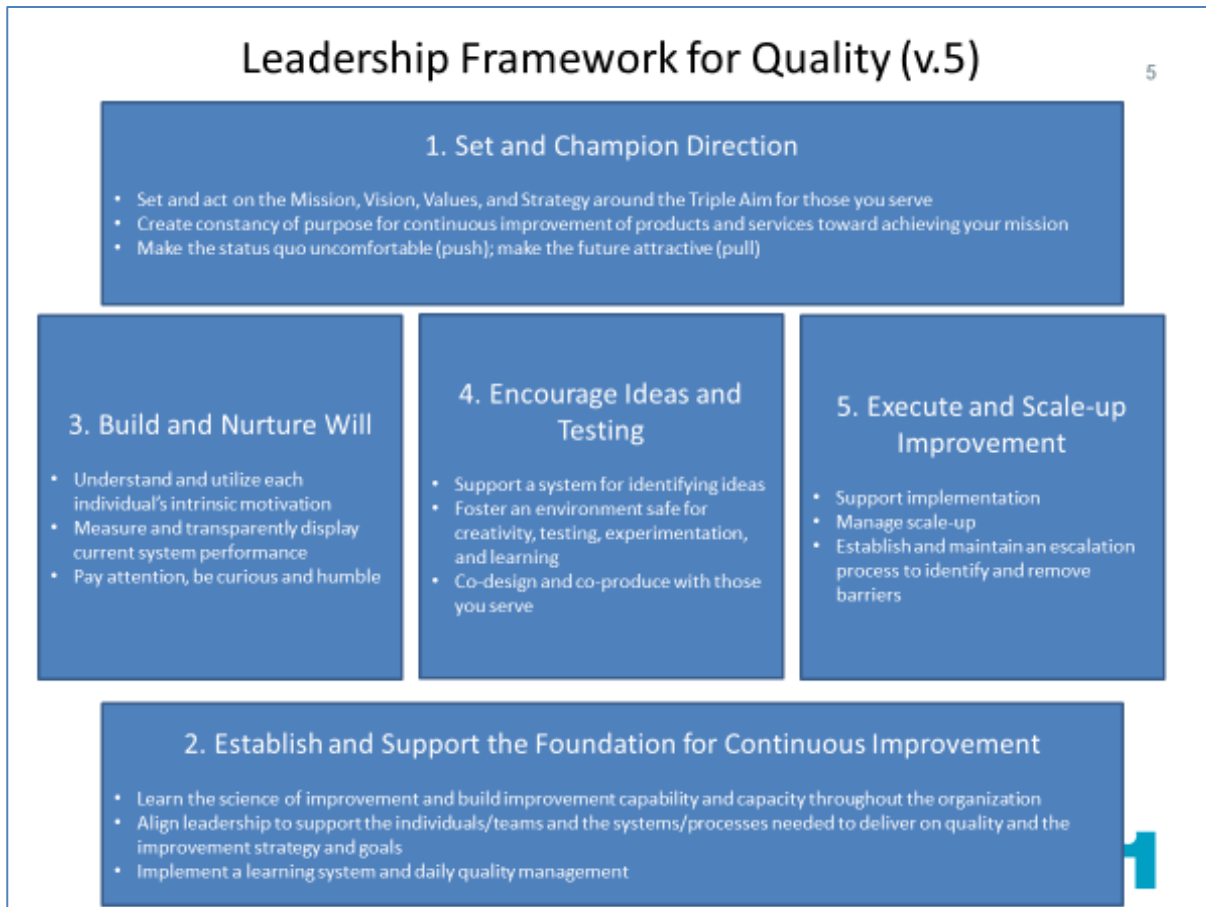 Leadership Framework for Quality (v.5)
5
1. Set and Champion Direction
• Set and act on the Mission, Vision, Values, and Strategy around the Triple Aim for those you serve
• Create constancy of purpose for continuous improvement of products and services toward achieving your mission
• Make the status quo uncomfortable (push); make the future attractive (pull)
3. Build and Nurture Will
• Understand and utilize each
individual's intrinsic motivation
• Measure and transparently display
current system performance
• Pay attention, be curious and humble
4. Encourage Ideas and
Testing
• Support a system for identifying ideas
• Foster an environment safe for
creativity, testing, experimentation,
and learning
• Co-design and co-produce with those
you serve
5. Execute and Scale-up
Improvement
• Support implementation
• Manage scale-up
• Establish and maintain an escalation
process to identify and remove
barriers
2. Establish and Support the Foundation for Continuous Improvement
• Learn the science of improvement and build improvement capability and capacity throughout the organization
• Align leadership to support the individuals/teams and the systems/processes needed to deliver on quality and the
improvement strategy and goals
• Implement a learning system and daily quality management